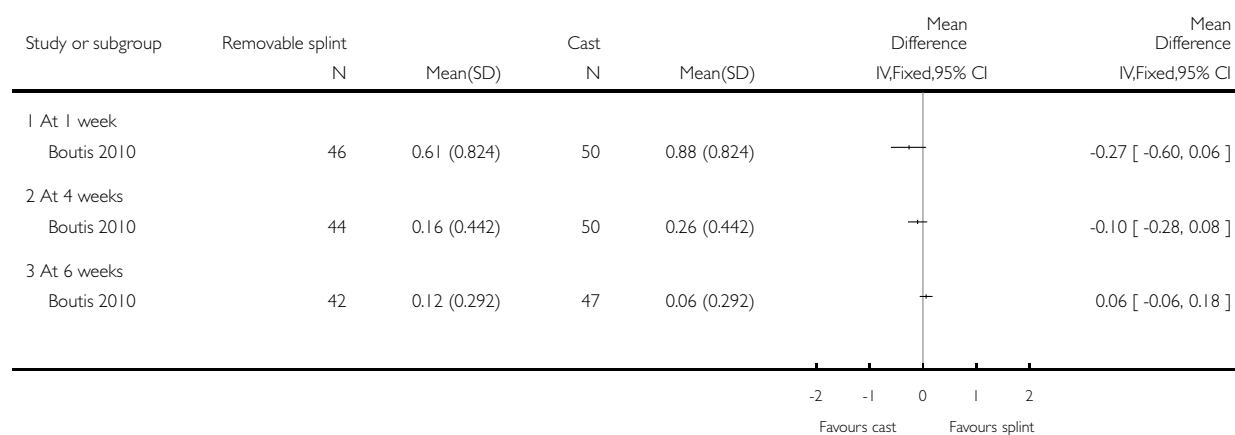 Mean
Difference
Mean
Difference
Study or subgroup Removable splint Cast
N Mean(SD) N Mean(SD) IV,Fixed,95% CI IV,Fixed,95% CI
1 At 1 week
Boutis 2010 46 0.61 (0.824) 50 0.88 (0.824) -0.27 [ -0.60, 0.06 ]
2 At 4 weeks
Boutis 2010 44 0.16 (0.442) 50 0.26 (0.442) -0.10 [ -0.28, 0.08 ]
3 At 6 weeks
Boutis 2010 42 0.12 (0.292) 47 0.06 (0.292) 0.06 [ -0.06, 0.18 ]
-2 -1 0 1 2
Favours cast Favours splint